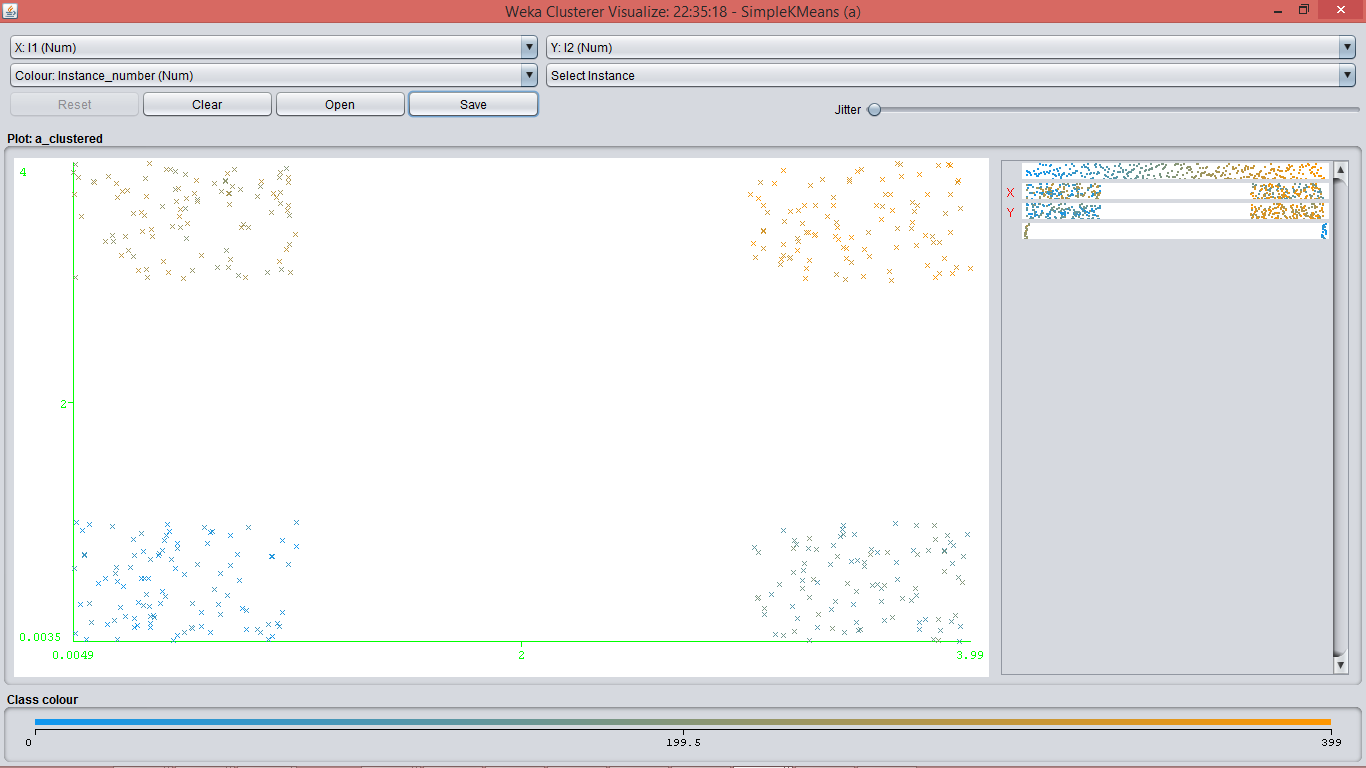 Weka Clusterer Visualize: 22:35:18 - SimpleKMeans (a)
X: I1 (Num)
Y: I2 (Num)
Colour: Instance_number (Num)
Select Instance
Reset
Clear
Open
Save
Jitter
Plot: a_clustered
4
2
0.0035
0.0049
2
3.99
X
Y
Class colour
0
199.5
399